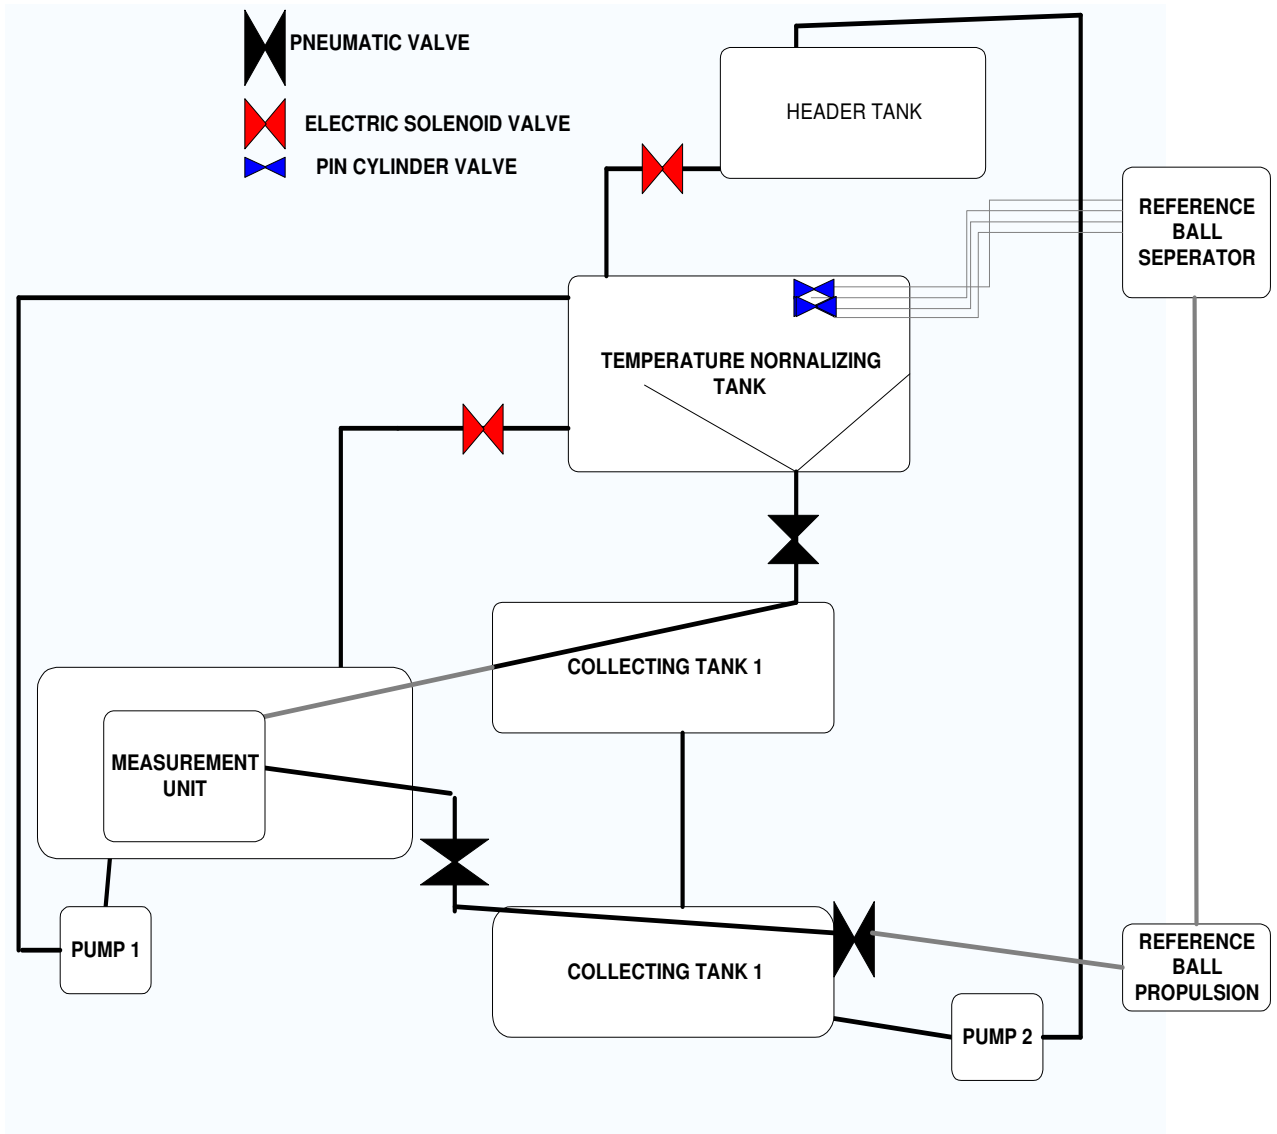 PNEUMATIC VALVE
ELECTRIC SOLENOID VALVE
PIN CYLINDER VALVE
HEADER TANK
REFERENCE
BALL
SEPERATOR
TEMPERATURE NORNALIZING
TANK
COLLECTING TANK 1
MEASUREMENT
UNIT
PUMP 1
COLLECTING TANK 1
REFERENCE
BALL
PROPULSION
PUMP 2